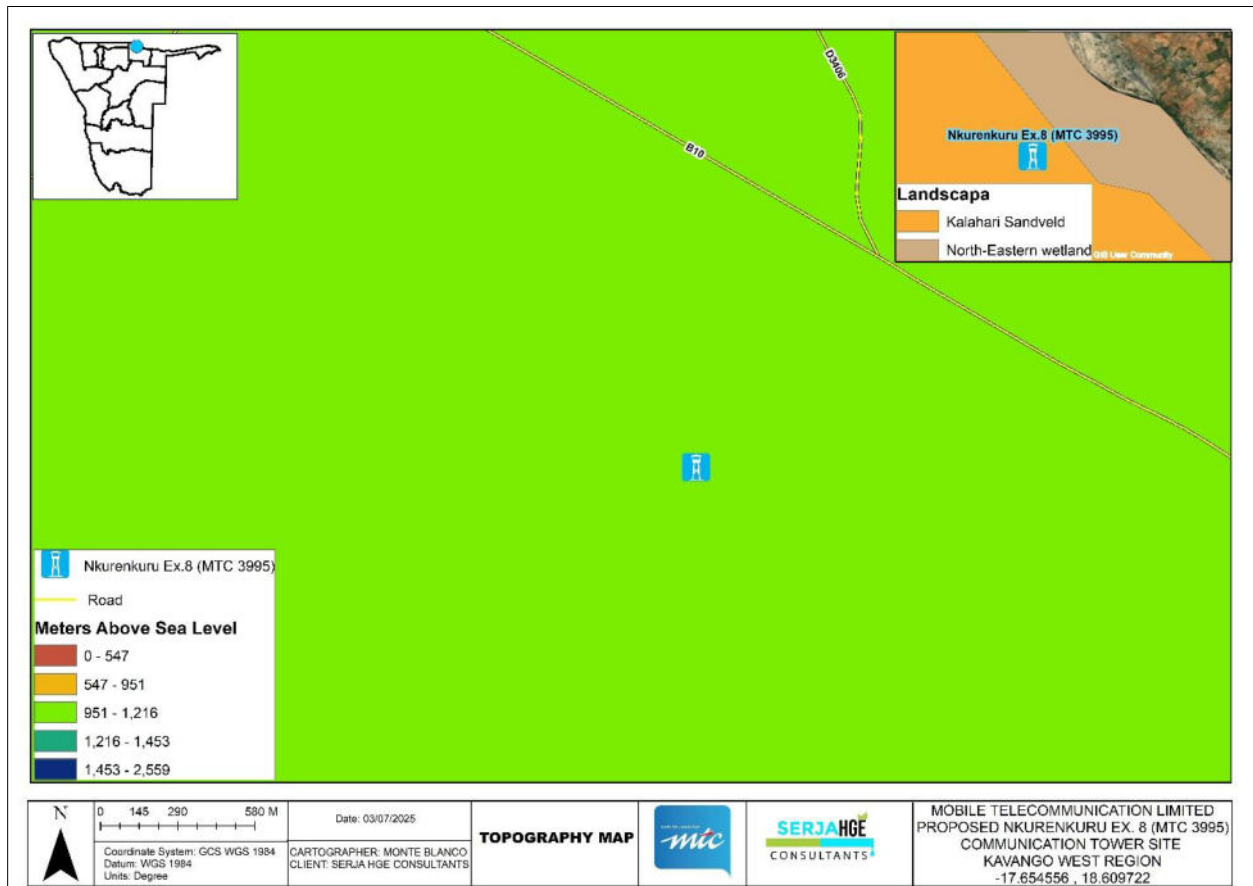 B10
D3406
Nkurenkuru Ex.8 (MTC 3995)
Landscapa
Kalahari Sandveld
North-Eastern wetland
GIS User Community
Nkurenkuru Ex.8 (MTC 3995)
Road
Meters Above Sea Level
0 - 547
547 - 951
951 - 1,216
1,216 - 1,453
1,453 - 2,559
N
0 145 290 580 M
Coordinate System: GCS WGS 1984
Datum: WGS 1984
Units: Degree
Date: 03/07/2025
CARTOGRAPHER: MONTE BLANCO
CLIENT: SERJA HGE CONSULTANTS
TOPOGRAPHY MAP
mtc
SERJAHGE
CONSULTANTS
MOBILE TELECOMMUNICATION LIMITED
PROPOSED NKURENKURU EX. 8 (MTC 3995)
COMMUNICATION TOWER SITE
KAVANGO WEST REGION
-17.654556 , 18.609722